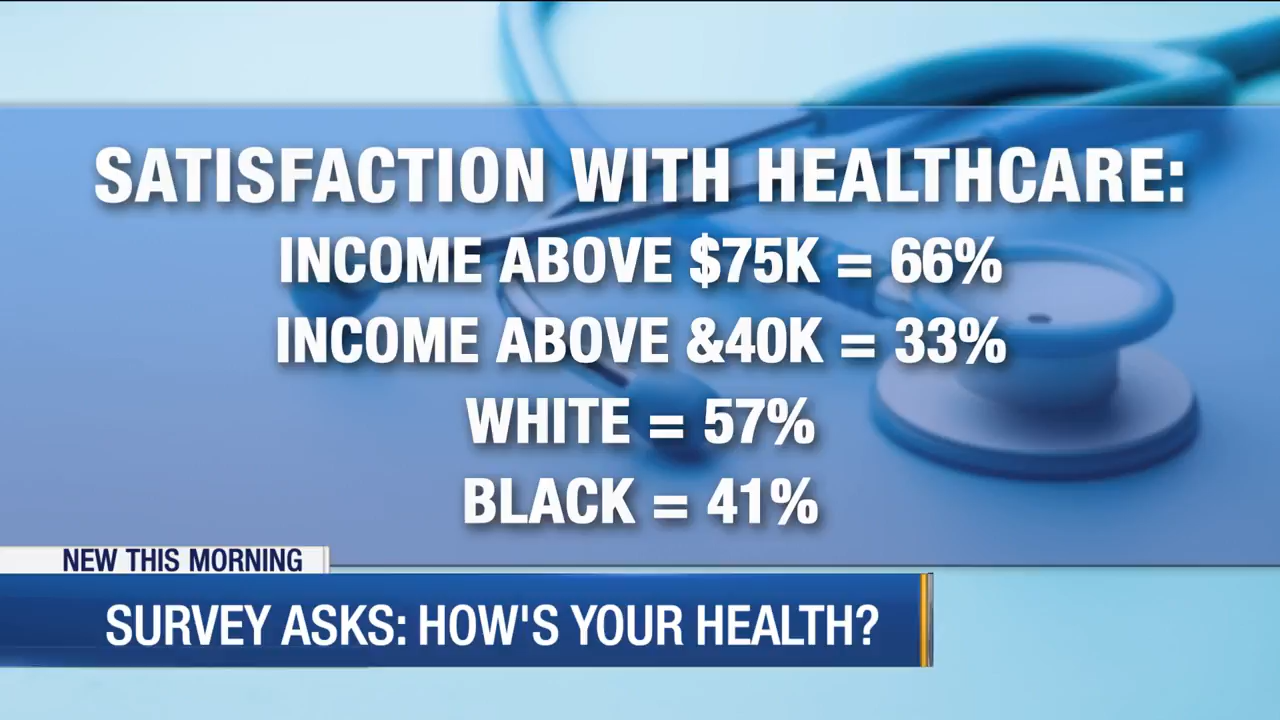 SATISFACTION WITH HEALTHCARE:
INCOME ABOVE $75K = 66%
INCOME ABOVE &40K = 33%
WHITE = 57%
BLACK = 41%
NEW THIS MORNING
SURVEY ASKS: HOW'S YOUR HEALTH?